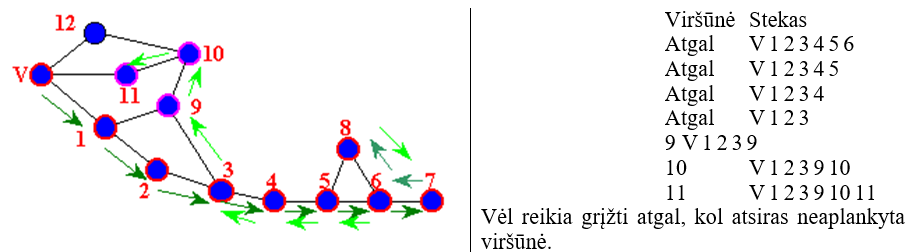 12
10
V
11
9
1
8
3
2
4
5
6
7
Viršūnė Stekas
Atgal V 1 2 3 4 5 6
Atgal V 1 2 3 4 5
Atgal V 1 2 3 4
Atgal V 1 2 3
9 V 1 2 3 9
10 V 1 2 3 9 10
11 V 1 2 3 9 10 11
Vėl reikia grįžti atgal, kol atsiras neaplankyta
viršūnė.